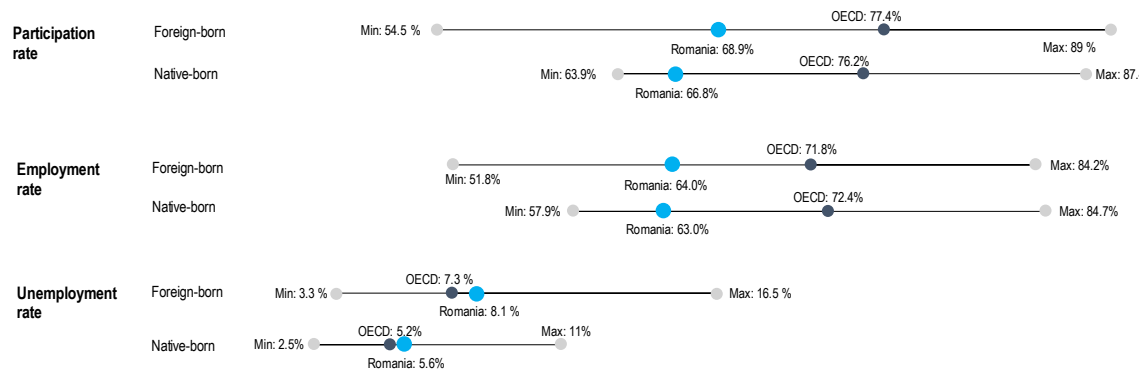 Participation rate
Foreign-born
Min: 54.5 %
Romania: 68.9%
OECD: 77.4%
Max: 89 %
Native-born
Min: 63.9%
Romania: 66.8%
OECD: 76.2%
Max: 87.
Employment rate
Foreign-born
Min: 51.8%
Romania: 64.0%
OECD: 71.8%
Max: 84.2%
Native-born
Min: 57.9%
Romania: 63.0%
OECD: 72.4%
Max: 84.7%
Unemployment rate
Foreign-born
Min: 3.3 %
OECD: 7.3 %
Romania: 8.1 %
Max: 16.5 %
Native-born
Min: 2.5%
OECD: 5.2%
Romania: 5.6%
Max: 11%